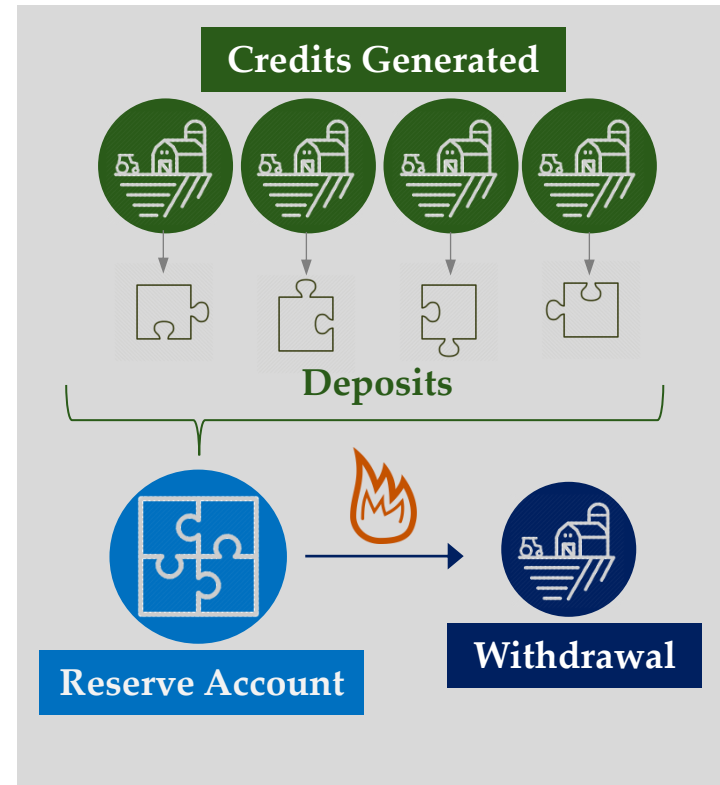 Credits Generated
Deposits
Withdrawal
Reserve Account